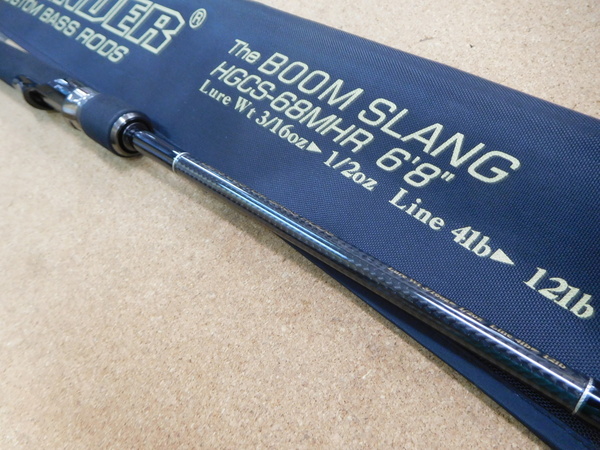 DER®
CUSTOM BASS RODS
The BOOM SLANG
HGCS-68MHR 6'8"
Lure Wt 3/16oz▶1/2oz Line 4lb▶12lb